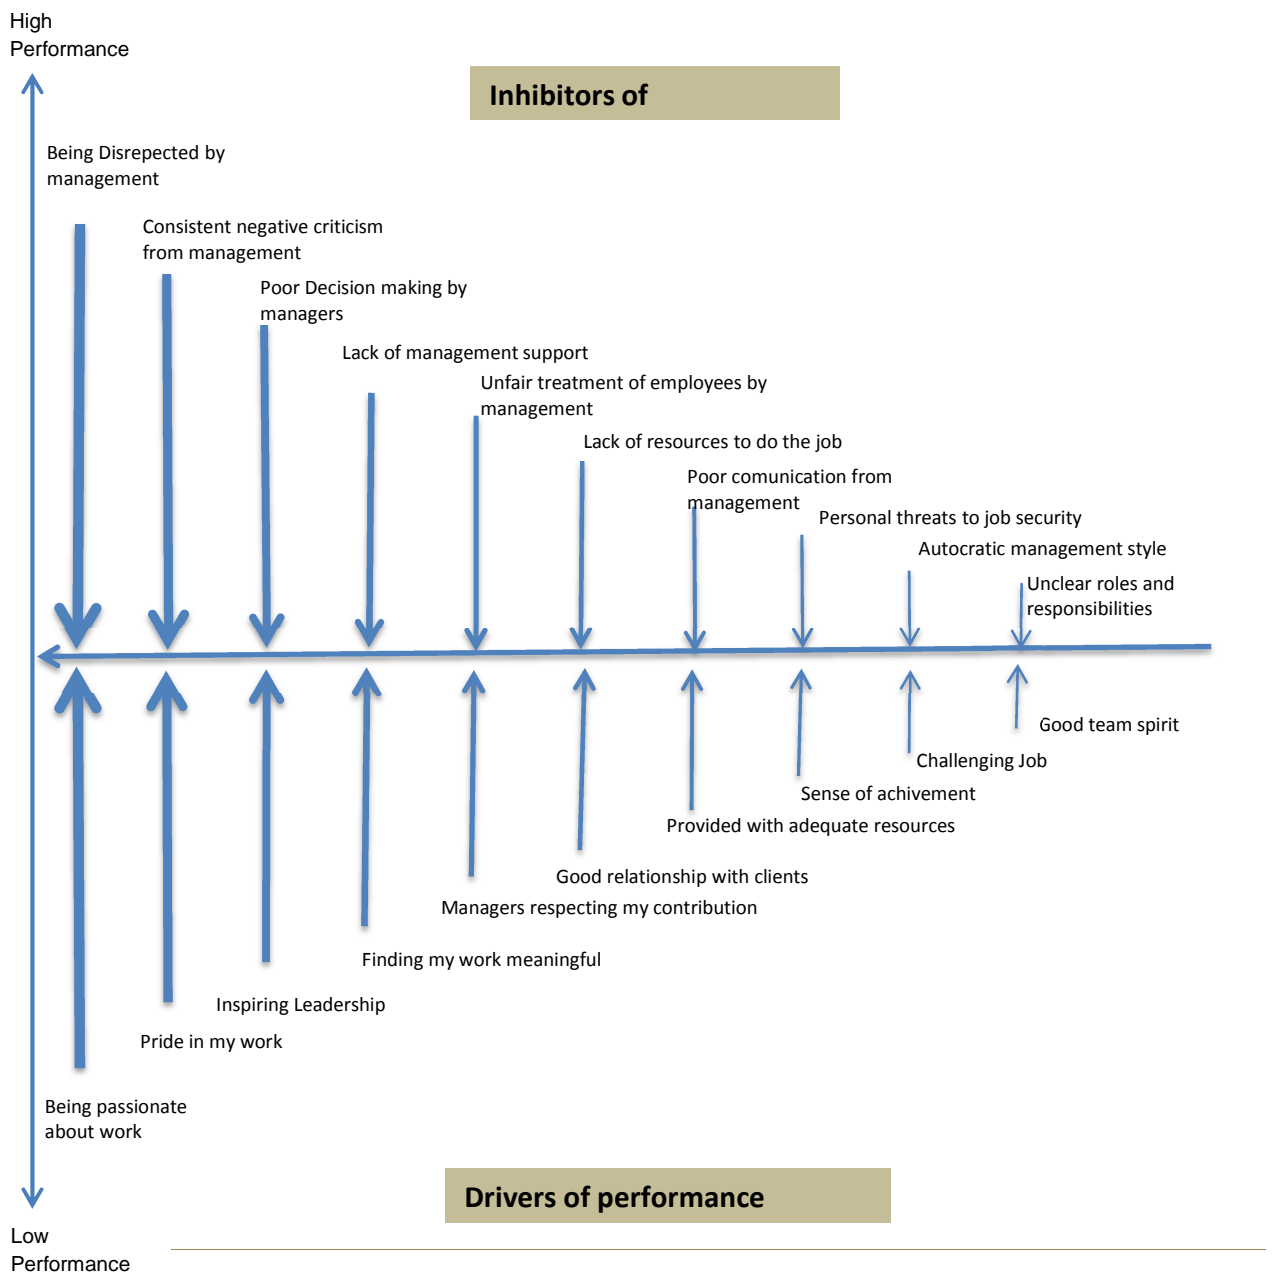 High
Performance
Inhibitors of
Being Disrepected by
management
Consistent negative criticism
from management
Poor Decision making by
managers
Lack of management support
Unfair treatment of employees by
management
Lack of resources to do the job
Poor comunication from
management
Personal threats to job security
Autocratic management style
Unclear roles and
responsibilities
Good team spirit
Challenging Job
Sense of achivement
Provided with adequate resources
Good relationship with clients
Managers respecting my contribution
Finding my work meaningful
Inspiring Leadership
Pride in my work
Being passionate
about work
Drivers of performance
Low
Performance